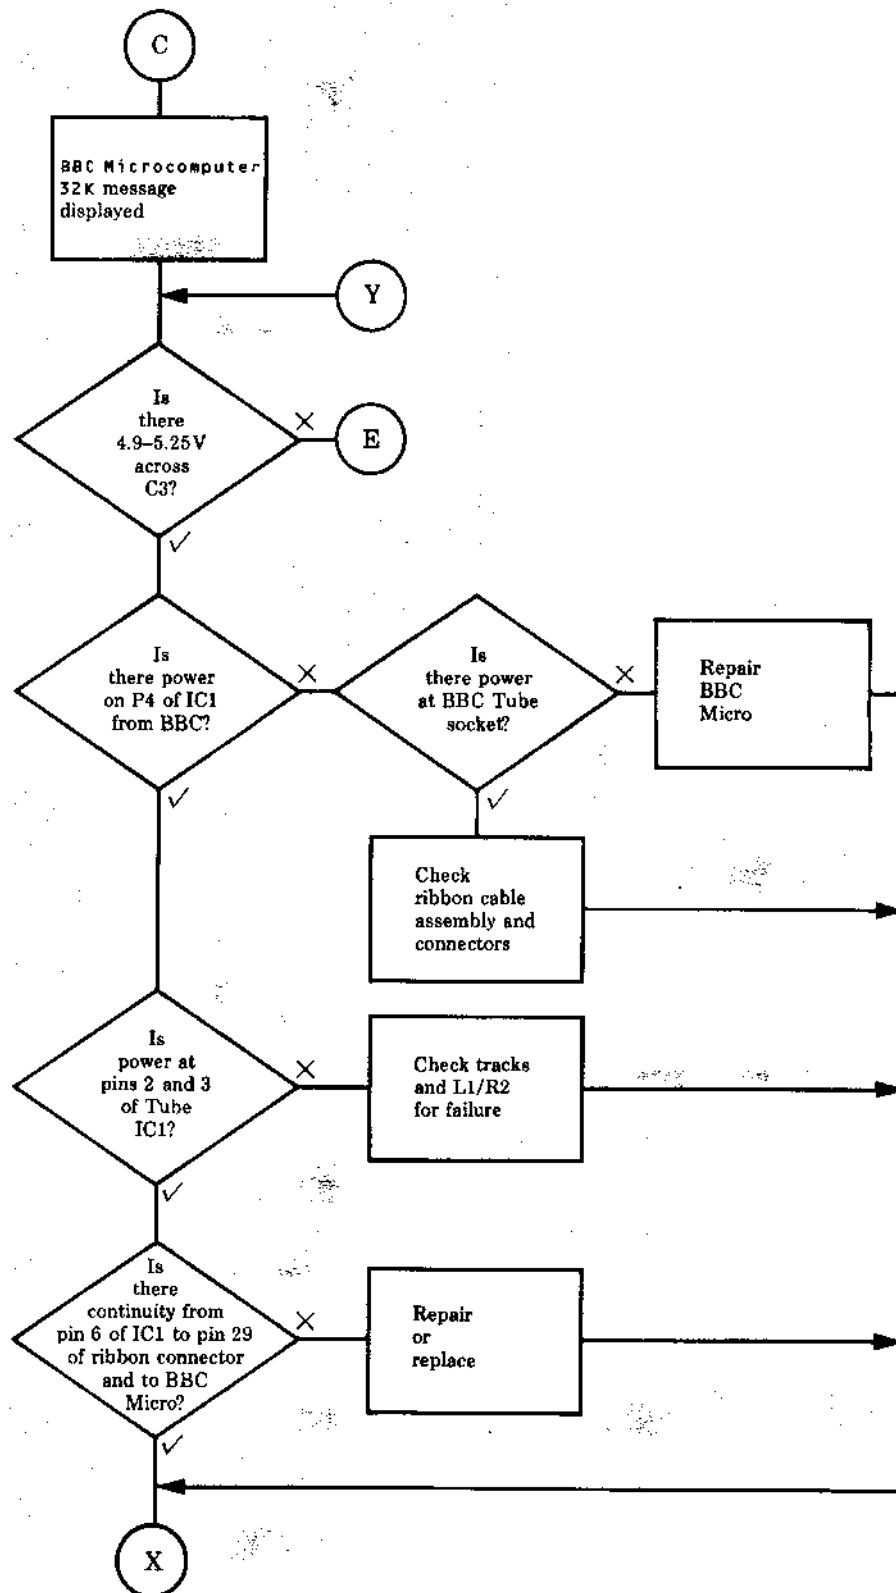 C
BBC Microcomputer
32K message
displayed
Y
Is
there
4.9–5.25V
across
C3?
✗
E
✓
Is
there power
on P4 of IC1
from BBC?
✗
Is
there power
at BBC Tube
socket?
✗
Repair
BBC
Micro
✓
✓
Check
ribbon cable
assembly and
connectors
Is
power at
pins 2 and 3
of Tube
IC1?
✗
Check tracks
and L1/R2
for failure
✓
Is
there
continuity from
pin 6 of IC1 to pin 29
of ribbon connector
and to BBC
Micro?
✗
Repair
or
replace
✓
X